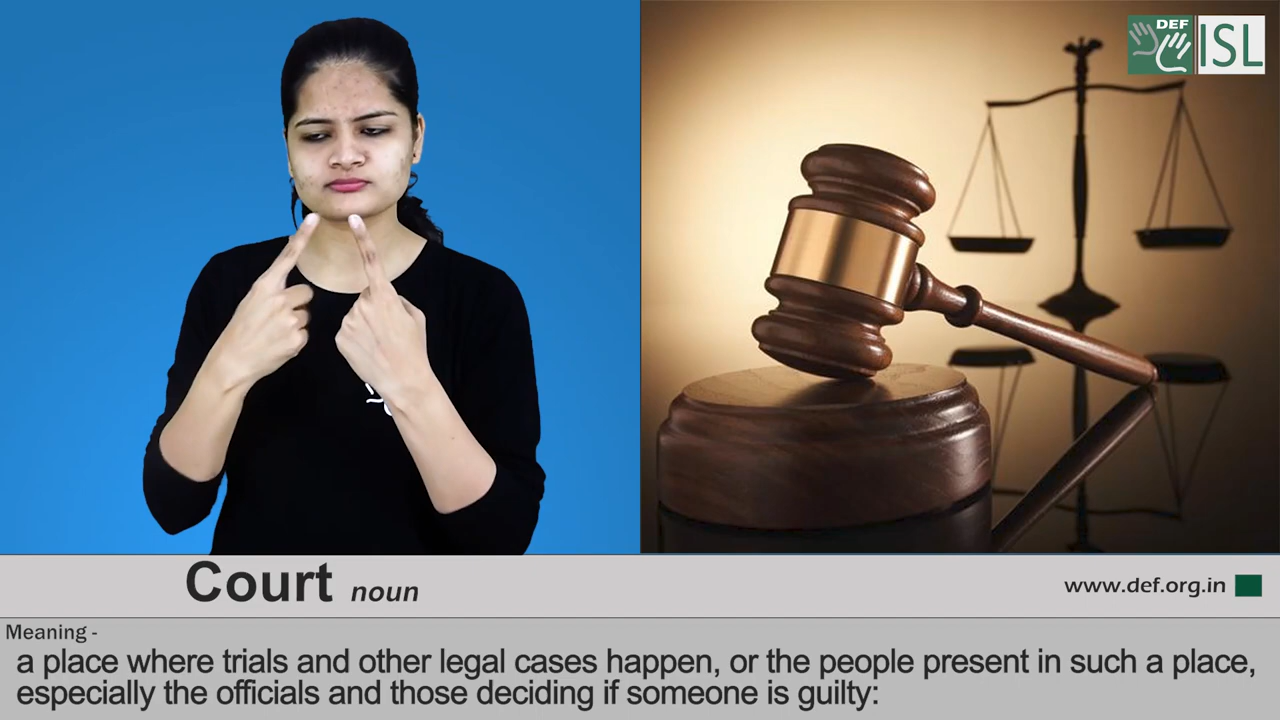 DEF
ISL
Court noun
www.def.org.in
Meaning -
a place where trials and other legal cases happen, or the people present in such a place,
especially the officials and those deciding if someone is guilty: